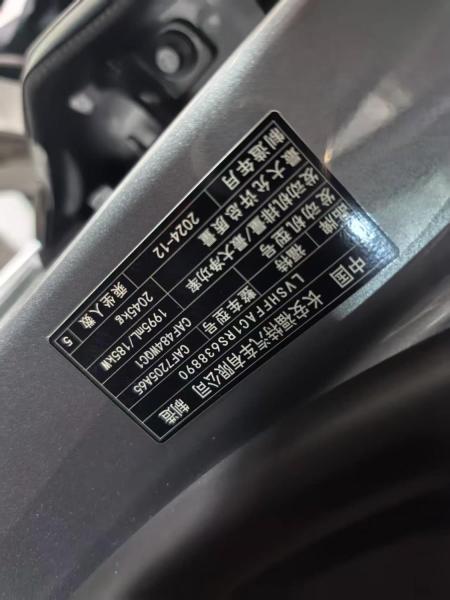 中国 长安福特汽车有限公司 制造
LVSHFFAC1RS638890
品牌 福特 整车型号 CAF7205A65
发动机型号 CAF484WQC1
发动机排量/最大净功率 1995mL/185kW
最大允许总质量 2045kg
制造年月 2024-12 乘坐人数 5